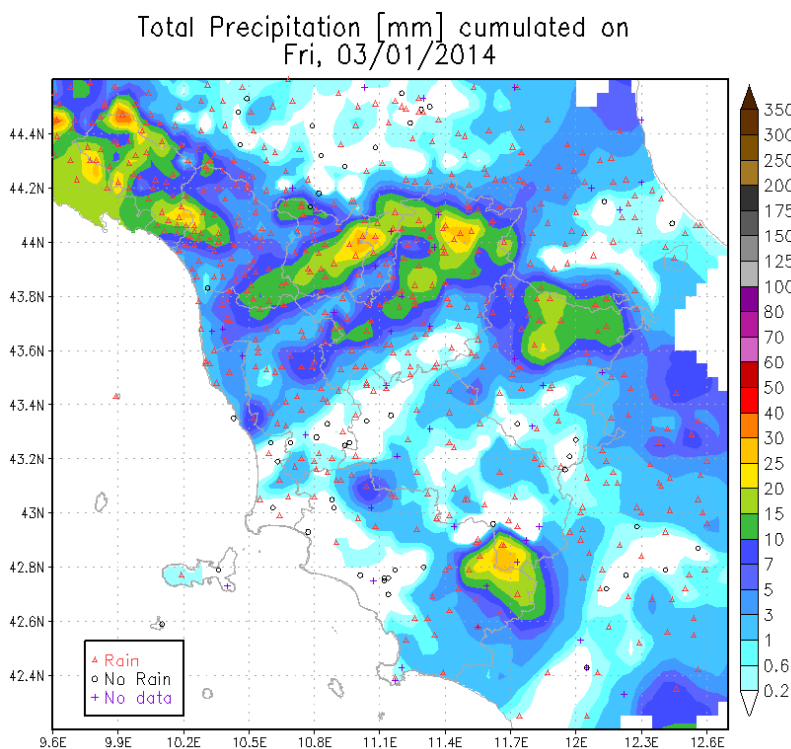 Total Precipitation [mm] cumulated on
Fri, 03/01/2014
44.4N
44.2N
44N
43.8N
43.6N
43.4N
43.2N
43N
42.8N
42.6N
42.4N
9.6E 9.9E 10.2E 10.5E 10.8E 11.1E 11.4E 11.7E 12E 12.3E 12.6E
Rain
No Rain
No data
350
300
250
200
175
150
125
100
90
80
70
60
50
40
30
25
20
15
10
7
5
3
1
0.6
0.2